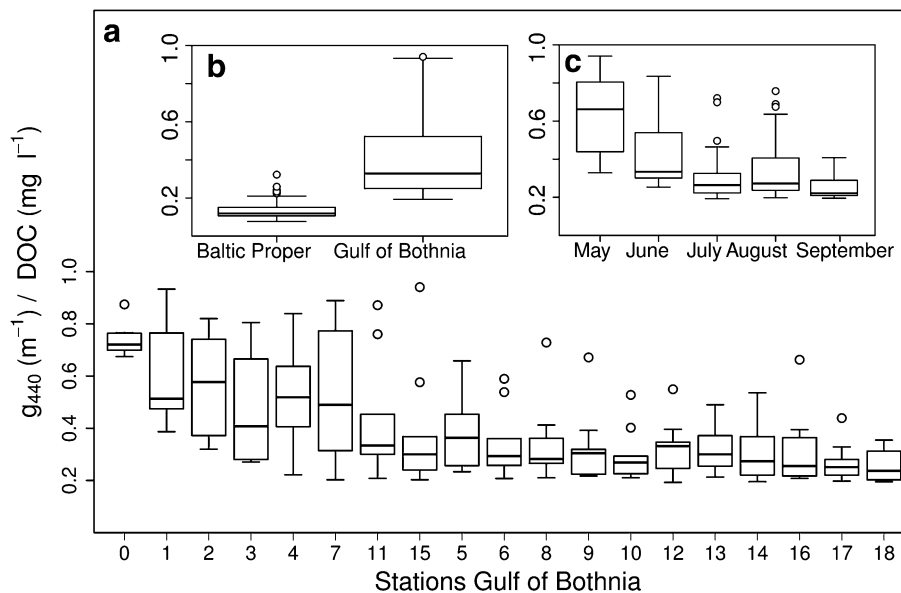 a
b
1.0
0.6
0.2
Baltic Proper Gulf of Bothnia
c
1.0
0.6
0.2
May June July August September
g440 (m−1) / DOC (mg l−1)
1.0
0.8
0.6
0.4
0.2
0 1 2 3 4 7 11 15 5 6 8 9 10 12 13 14 16 17 18
Stations Gulf of Bothnia